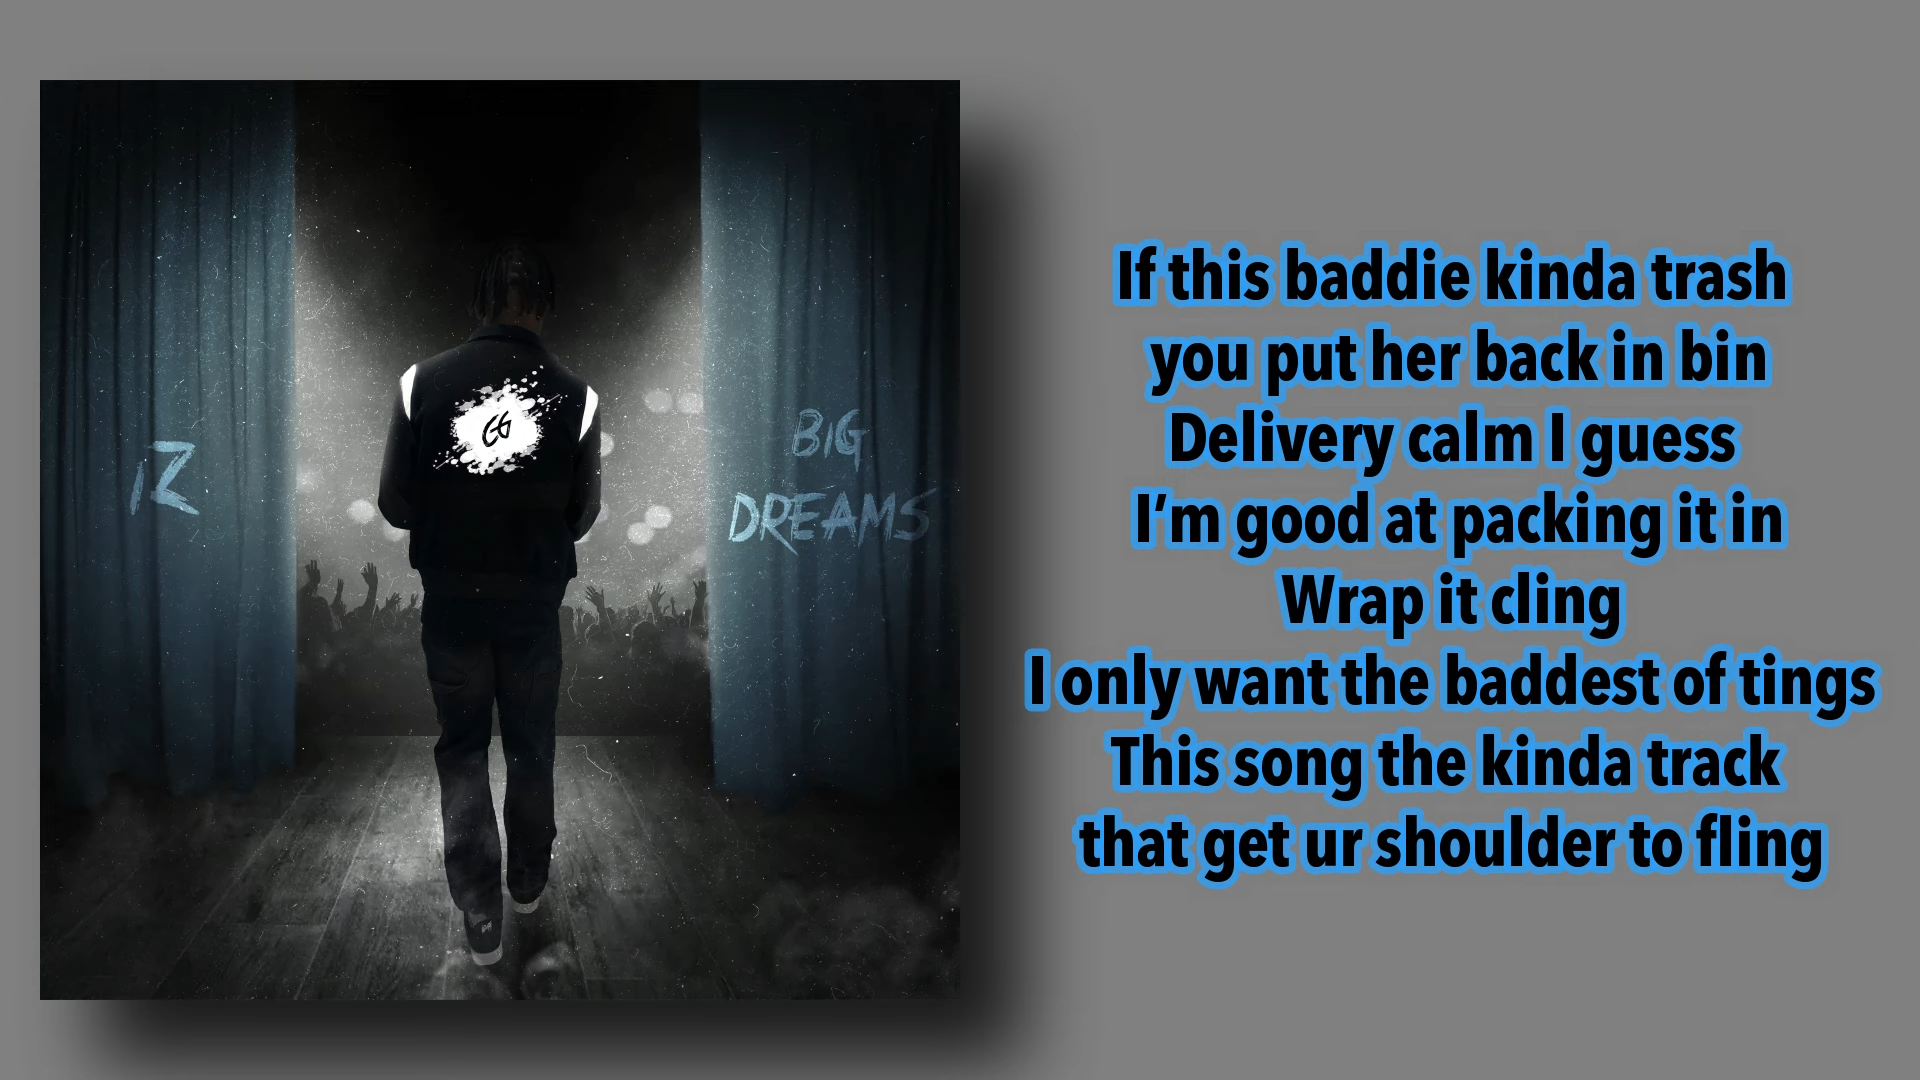 12
GG
BIG
DREAMS
If this baddie kinda trash
you put her back in bin
Delivery calm I guess
I’m good at packing it in
Wrap it cling
I only want the baddest of tings
This song the kinda track
that get ur shoulder to fling